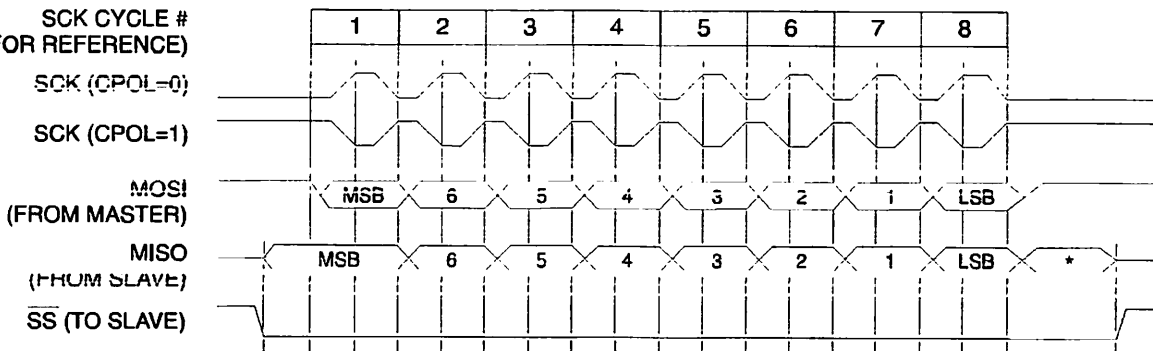 SCK CYCLE #
FOR REFERENCE)
1 2 3 4 5 6 7 8
SCK (CPOL=0)
SCK (CPOL=1)
MOSI
(FROM MASTER)
MSB 6 5 4 3 2 1 LSB
MISO
(FROM SLAVE)
MSB 6 5 4 3 2 1 LSB *
SS (TO SLAVE)